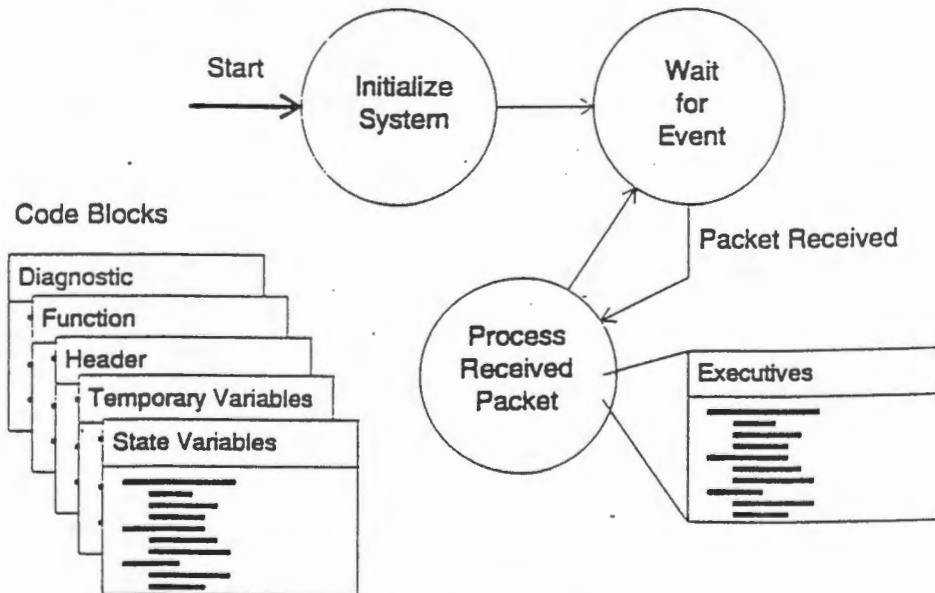 Start
Initialize
System
Wait
for
Event
Code Blocks
Packet Received
Diagnostic
Function
Header
Temporary Variables
State Variables
Process
Received
Packet
Executives